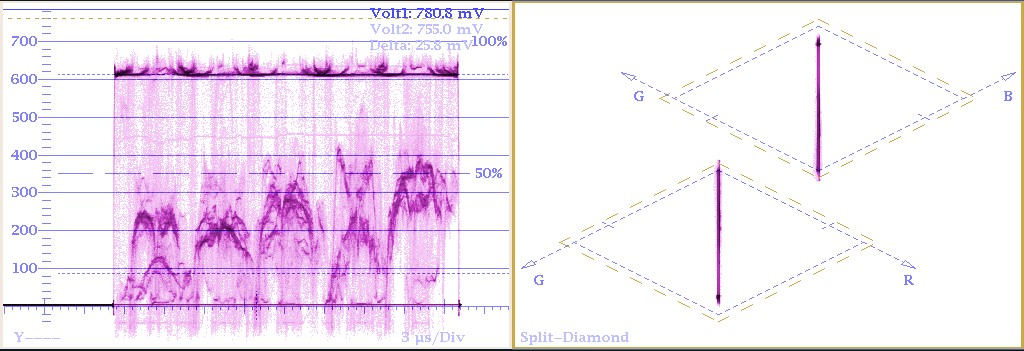 Volt1: 780.8 mV
Volt2: 755.0 mV
Delta: 25.8 mV
100%
700
600
500
400
50%
300
200
100
Y----
3 µs/Div
G
B
G
R
Split-Diamond